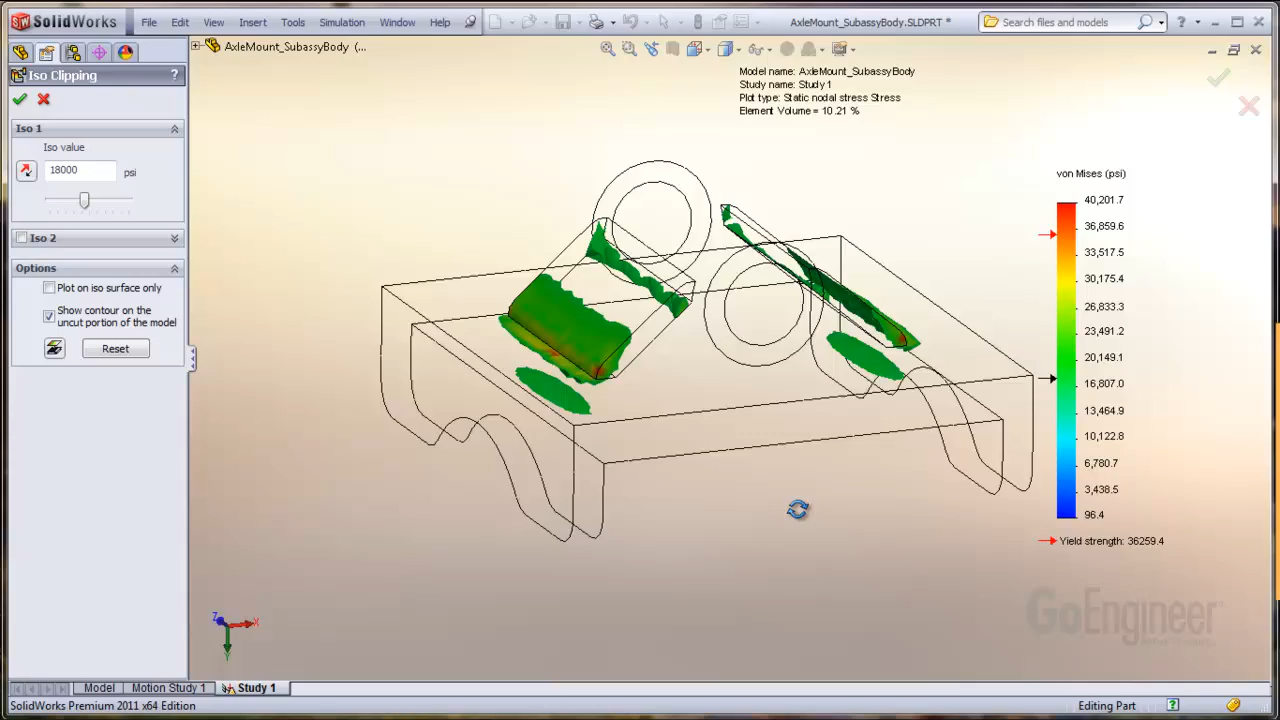 SolidWorks
File Edit View Insert Tools Simulation Window Help
AxleMount_SubassyBody.SLDPRT *
Search files and models
AxleMount_SubassyBody (...
Iso Clipping
?
Iso 1
Iso value
18000
psi
Iso 2
Options
Plot on iso surface only
Show contour on the
uncut portion of the model
Reset
Model name: AxleMount_SubassyBody
Study name: Study 1
Plot type: Static nodal stress Stress
Element Volume = 10.21 %
von Mises (psi)
40,201.7
36,859.6
33,517.5
30,175.4
26,833.3
23,491.2
20,149.1
16,807.0
13,464.9
10,122.8
6,780.7
3,438.5
96.4
Yield strength: 36259.4
GoEngineer
Z
X
Y
Model Motion Study 1 Study 1
SolidWorks Premium 2011 x64 Edition
Editing Part